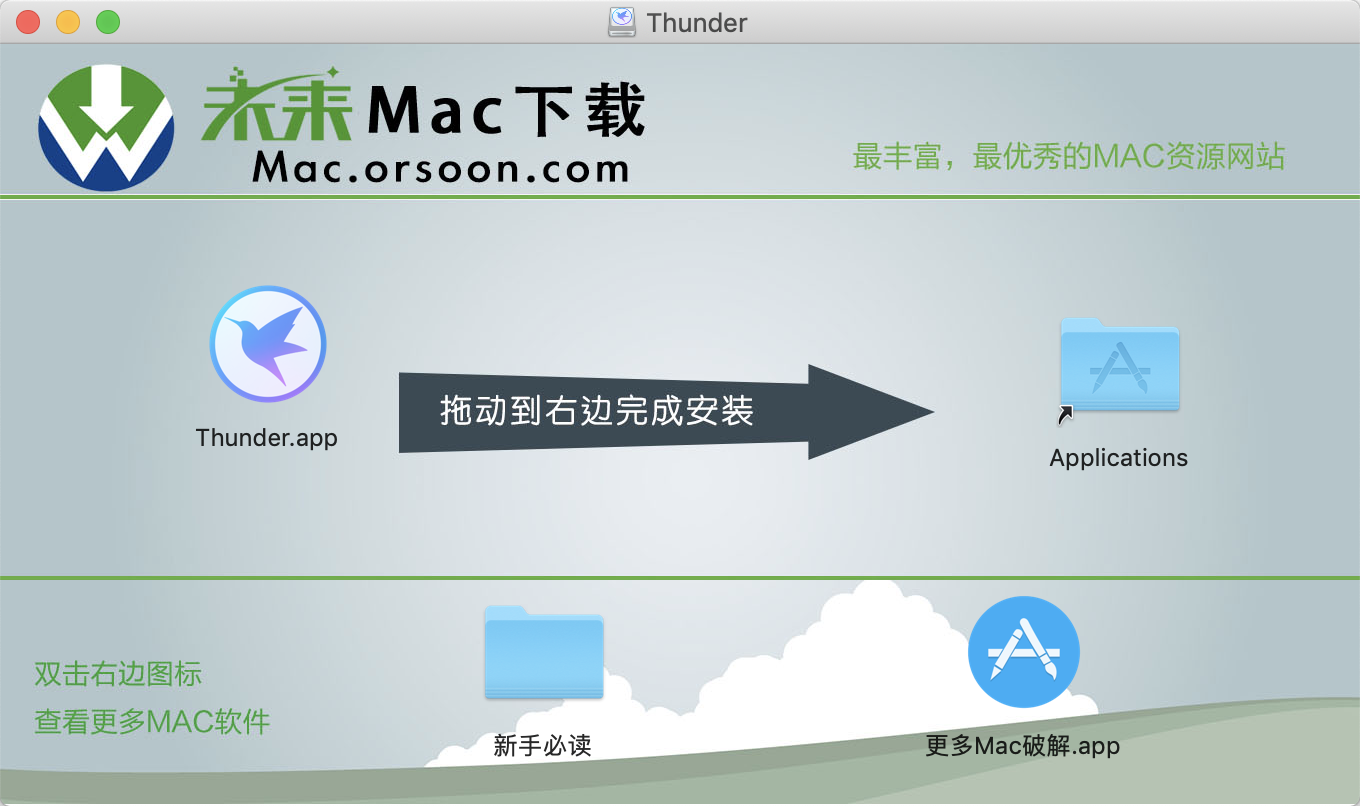 Thunder
未来Mac下载
Mac.orsoon.com
最丰富，最优秀的MAC资源网站
Thunder.app
拖动到右边完成安装
Applications
双击右边图标
查看更多MAC软件
新手必读
更多Mac破解.app